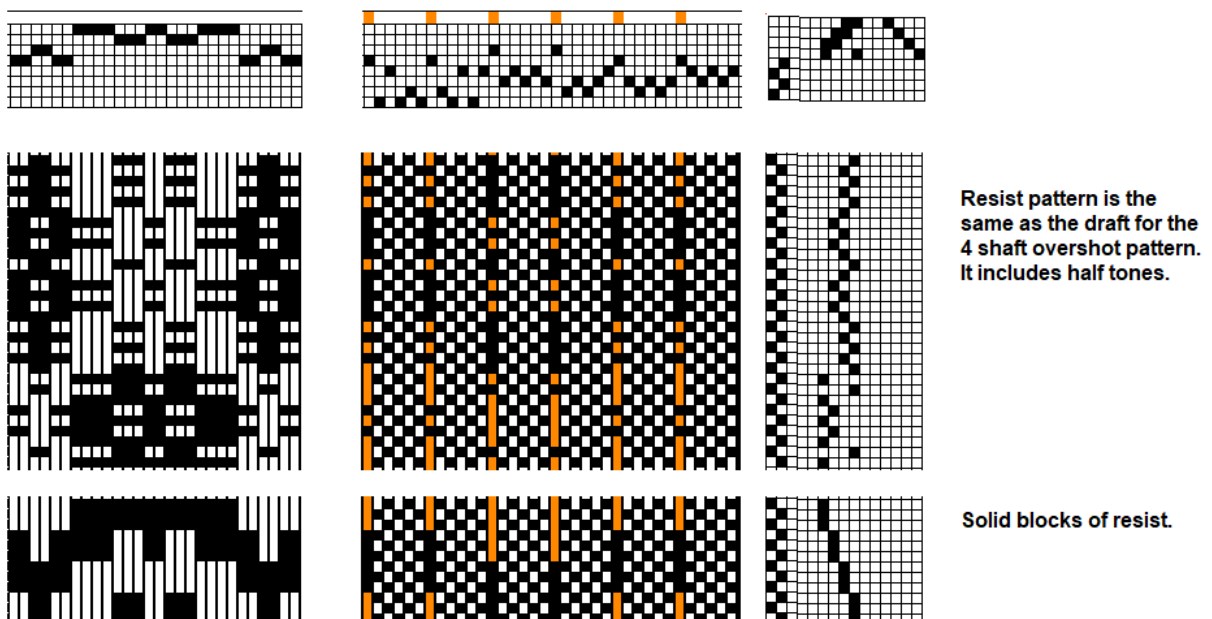 Resist pattern is the
same as the draft for the
4 shaft overshot pattern.
It includes half tones.
Solid blocks of resist.